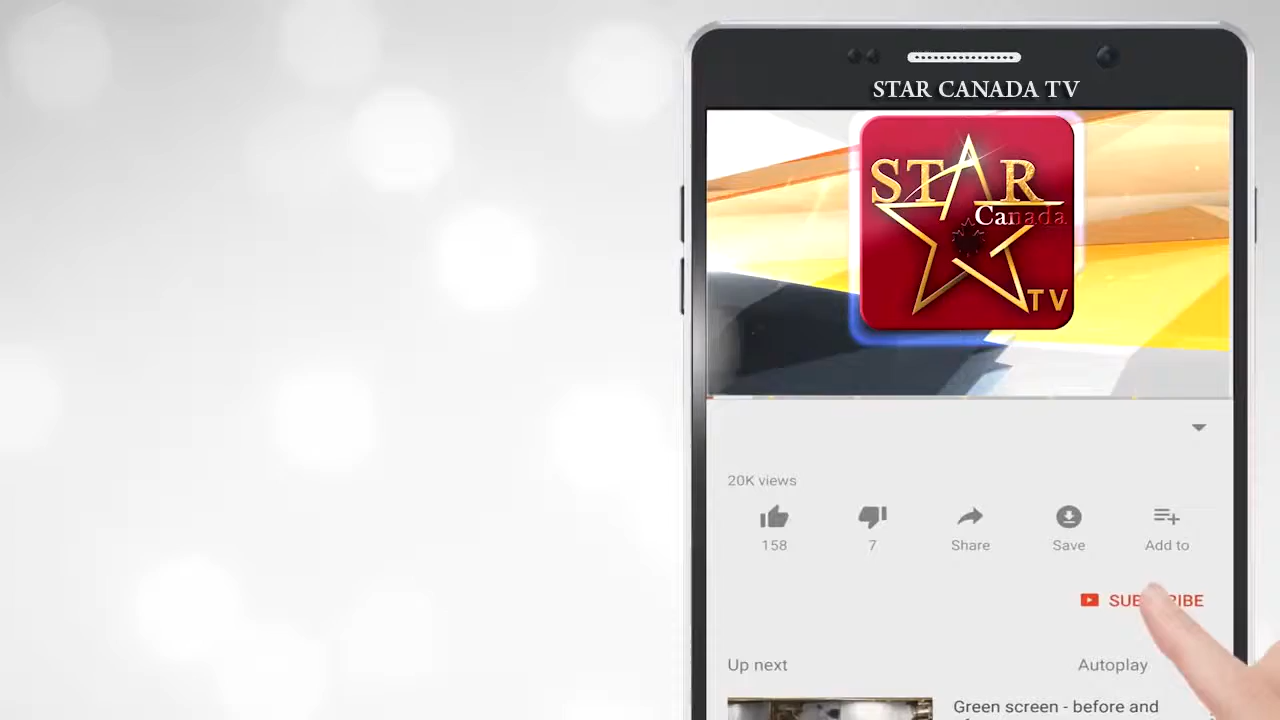 STAR CANADA TV
STAR
Canada
TV
20K views
158
7
Share
Save
Add to
SUBSCRIBE
Up next
Autoplay
Green screen - before and